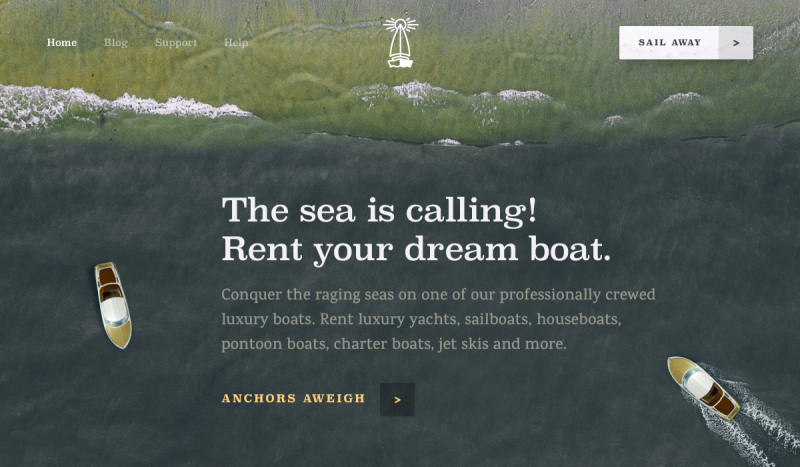 Home
Blog
Support
Help
SAIL AWAY >
The sea is calling!
Rent your dream boat.
Conquer the raging seas on one of our professionally crewed
luxury boats. Rent luxury yachts, sailboats, houseboats,
pontoon boats, charter boats, jet skis and more.
ANCHORS AWEIGH >